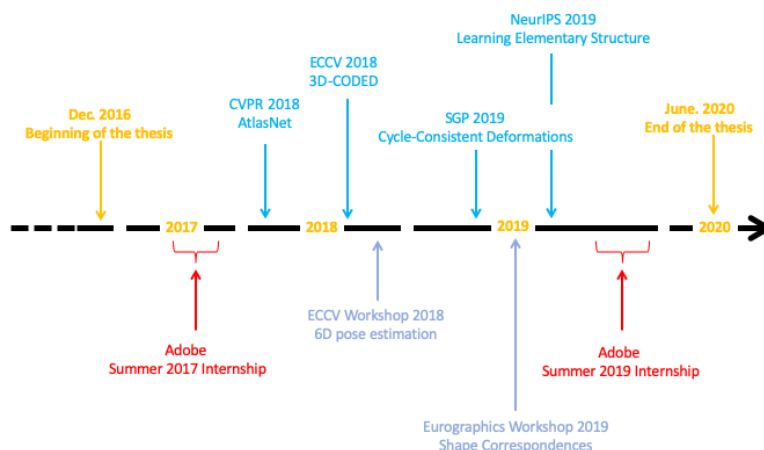 NeurIPS 2019
Learning Elementary Structure
ECCV 2018
3D-CODED
CVPR 2018
AtlasNet
Dec. 2016
Beginning of the thesis
SGP 2019
Cycle-Consistent Deformations
June. 2020
End of the thesis
2017
2018
2019
2020
ECCV Workshop 2018
6D pose estimation
Adobe
Summer 2017 Internship
Adobe
Summer 2019 Internship
Eurographics Workshop 2019
Shape Correspondences